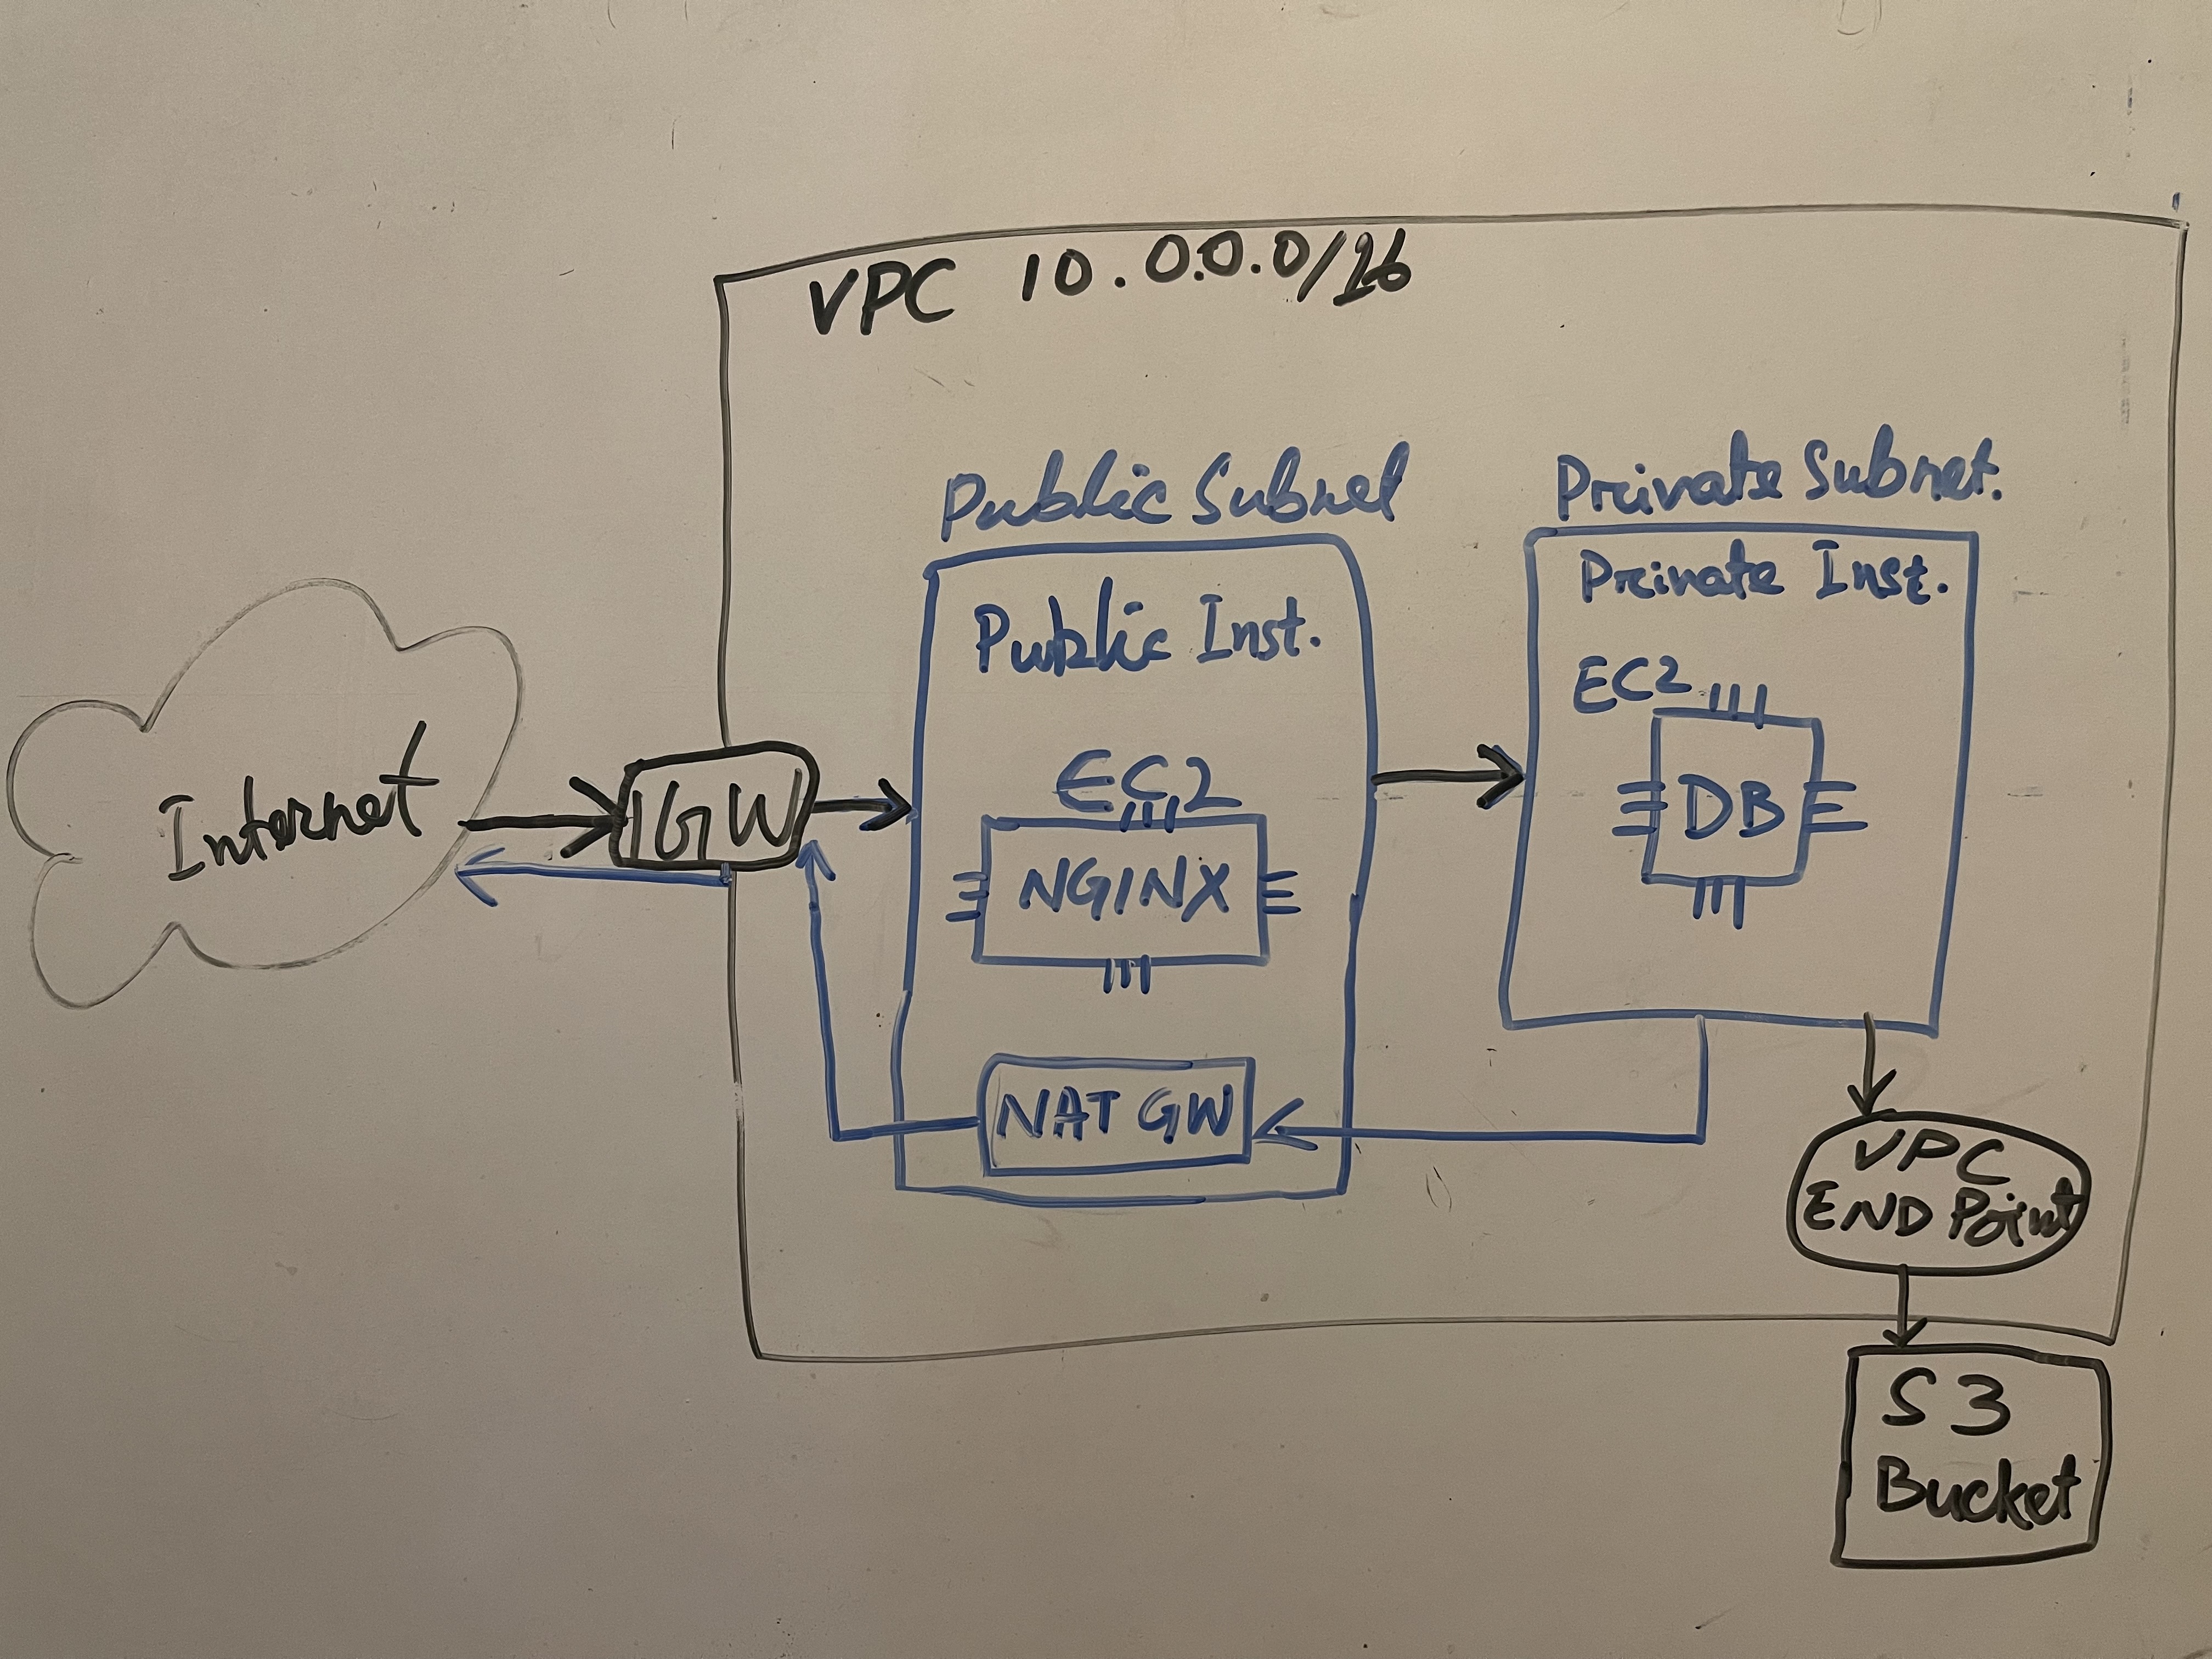 VPC 10.0.0.0/16
Public Subnet
Private Subnet.
Public Inst.
Private Inst.
EC2
NGINX
EC2
DB
Internet
IGW
NAT GW
VPC
END Point
S3
Bucket